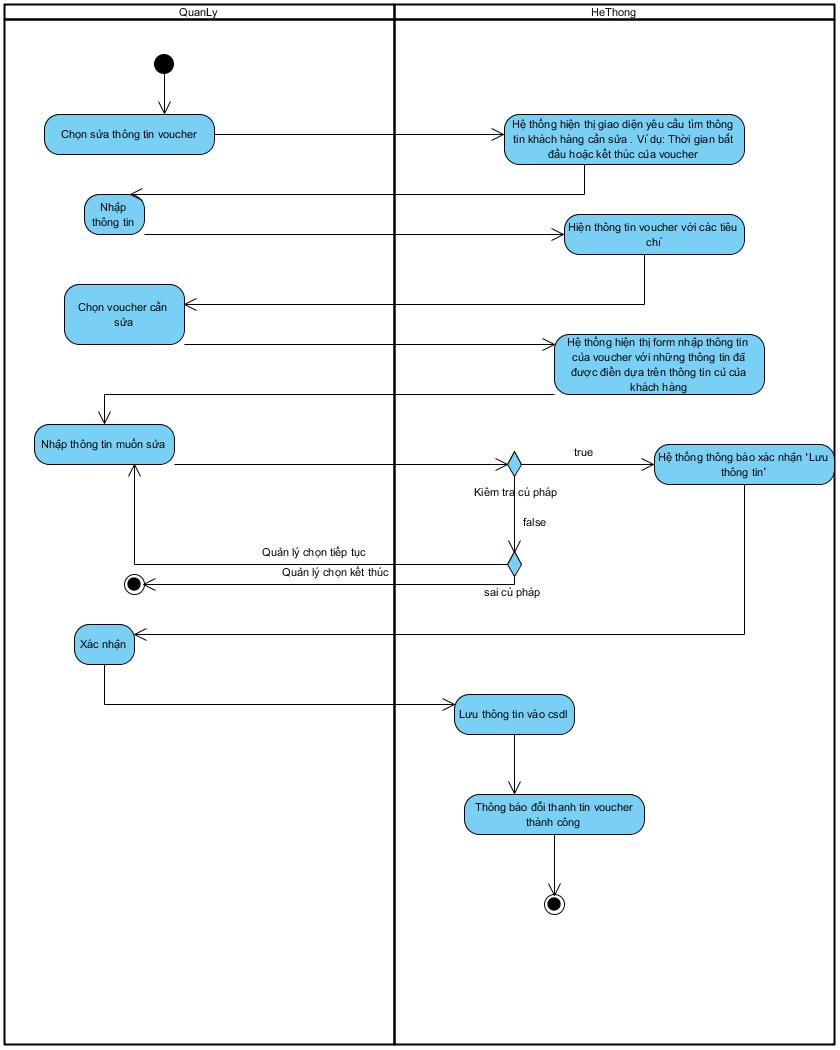 QuanLy
HeThong
Chọn sửa thông tin voucher
Hệ thống hiện thị giao diện yêu cầu tìm thông
tin khách hàng cần sửa . Ví dụ: Thời gian bắt
đầu hoặc kết thúc của voucher
Nhập
thông tin
Hiện thông tin voucher với các tiêu
chí
Chọn voucher cần
sửa
Hệ thống hiện thị form nhập thông tin
của voucher với những thông tin đã
được điền dựa trên thông tin củ của
khách hàng
Nhập thông tin muốn sửa
true
Hệ thống thông báo xác nhận ‘Lưu
thông tin’
Kiêm tra cú pháp
false
Quản lý chọn tiếp tục
Quản lý chọn kết thúc
sai cú pháp
Xác nhận
Lưu thông tin vào csdl
Thông báo đổi thanh tin voucher
thành công